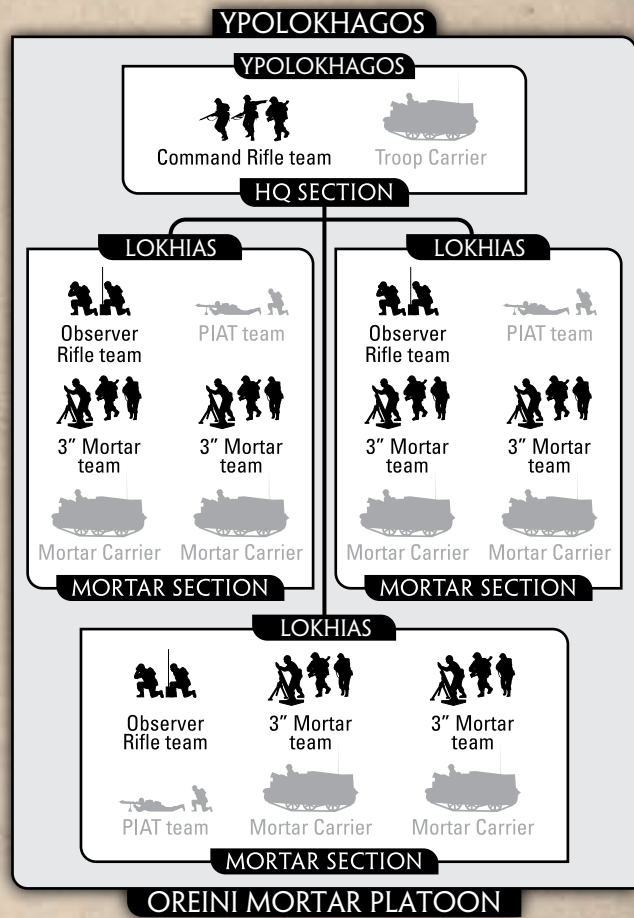 YPOLOKHAGOS
YPOLOKHAGOS
Command Rifle team
Troop Carrier
HQ SECTION
LOKHIAS
Observer
Rifle team
PIAT team
3” Mortar
team
3” Mortar
team
Mortar Carrier
Mortar Carrier
MORTAR SECTION
LOKHIAS
Observer
Rifle team
PIAT team
3” Mortar
team
3” Mortar
team
Mortar Carrier
Mortar Carrier
MORTAR SECTION
LOKHIAS
Observer
Rifle team
3” Mortar
team
3” Mortar
team
PIAT team
Mortar Carrier
Mortar Carrier
MORTAR SECTION
OREINI MORTAR PLATOON